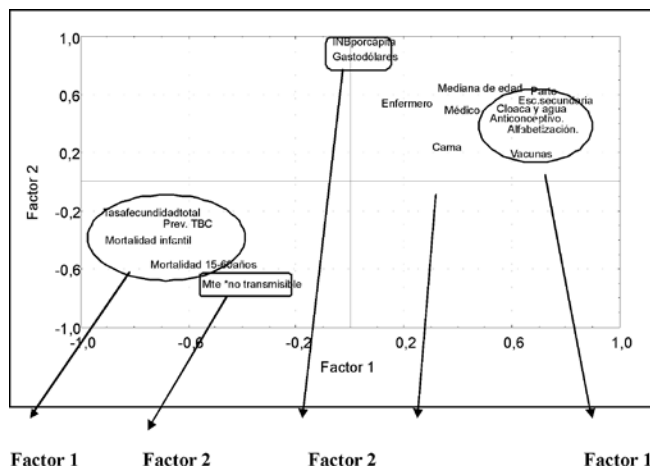 1,0
INBporcápita
Gastodólares
0,6
Mediana de edad
Parto
Enfermero
Esc.secundaria
Médico
Cloaca y agua
Anticonceptivo.
Alfabetización.
0,2
Cama
Vacunas
Factor 2
-0,2
Tasafecundidadtotal
Prev. TBC
Mortalidad infantil
-0,6
Mortalidad 15-60años
Mte "no transmisible
-1,0
-1,0
-0,6
-0,2
0,2
0,6
1,0
Factor 1
Factor 1
Factor 2
Factor 2
Factor 1